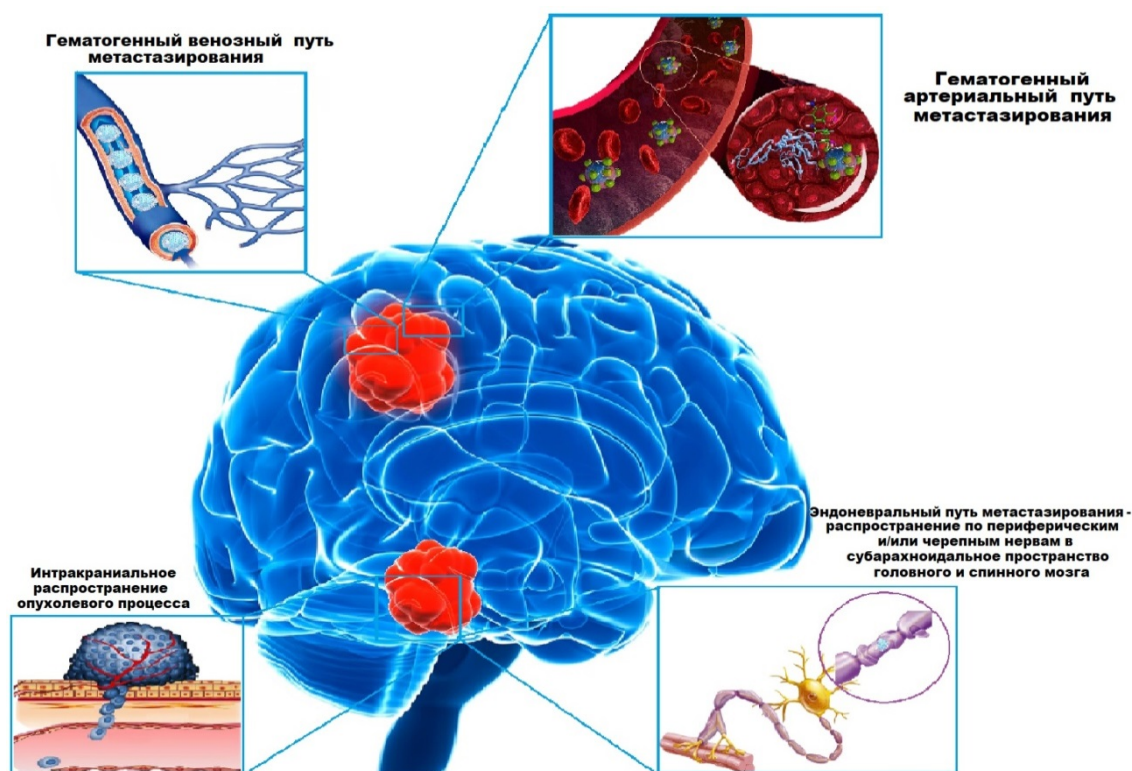 Гематогенный венозный путь
метастазирования
Гематогенный
артериальный путь
метастазирования
Эндоневральный путь метастазирования -
распространение по периферическим
и/или черепным нервам в
субарахноидальное пространство
головного и спинного мозга
Интракраниальное
распространение
опухолевого процесса